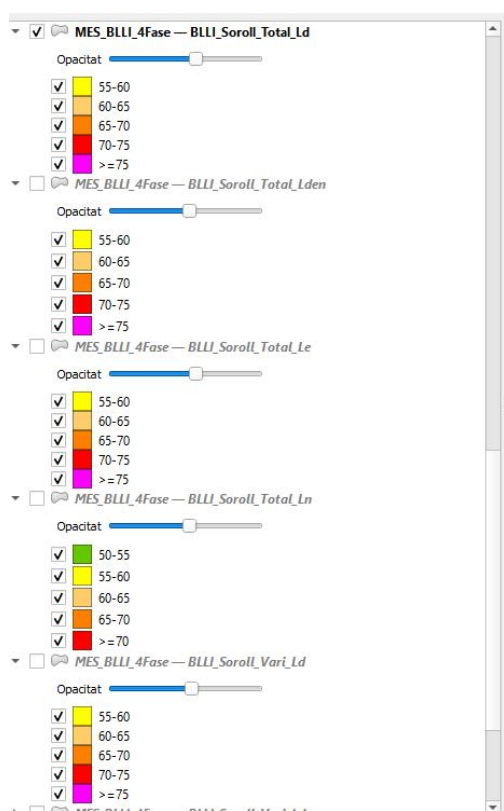 MES_BLLI_4Fase — BLLI_Soroll_Total_Ld
Opacitat
55-60
60-65
65-70
70-75
>=75
MES_BLLI_4Fase — BLLI_Soroll_Total_Lden
Opacitat
55-60
60-65
65-70
70-75
>=75
MES_BLLI_4Fase — BLLI_Soroll_Total_Le
Opacitat
55-60
60-65
65-70
70-75
>=75
MES_BLLI_4Fase — BLLI_Soroll_Total_Ln
Opacitat
50-55
55-60
60-65
65-70
>=70
MES_BLLI_4Fase — BLLI_Soroll_Vari_Ld
Opacitat
55-60
60-65
65-70
70-75
>=75